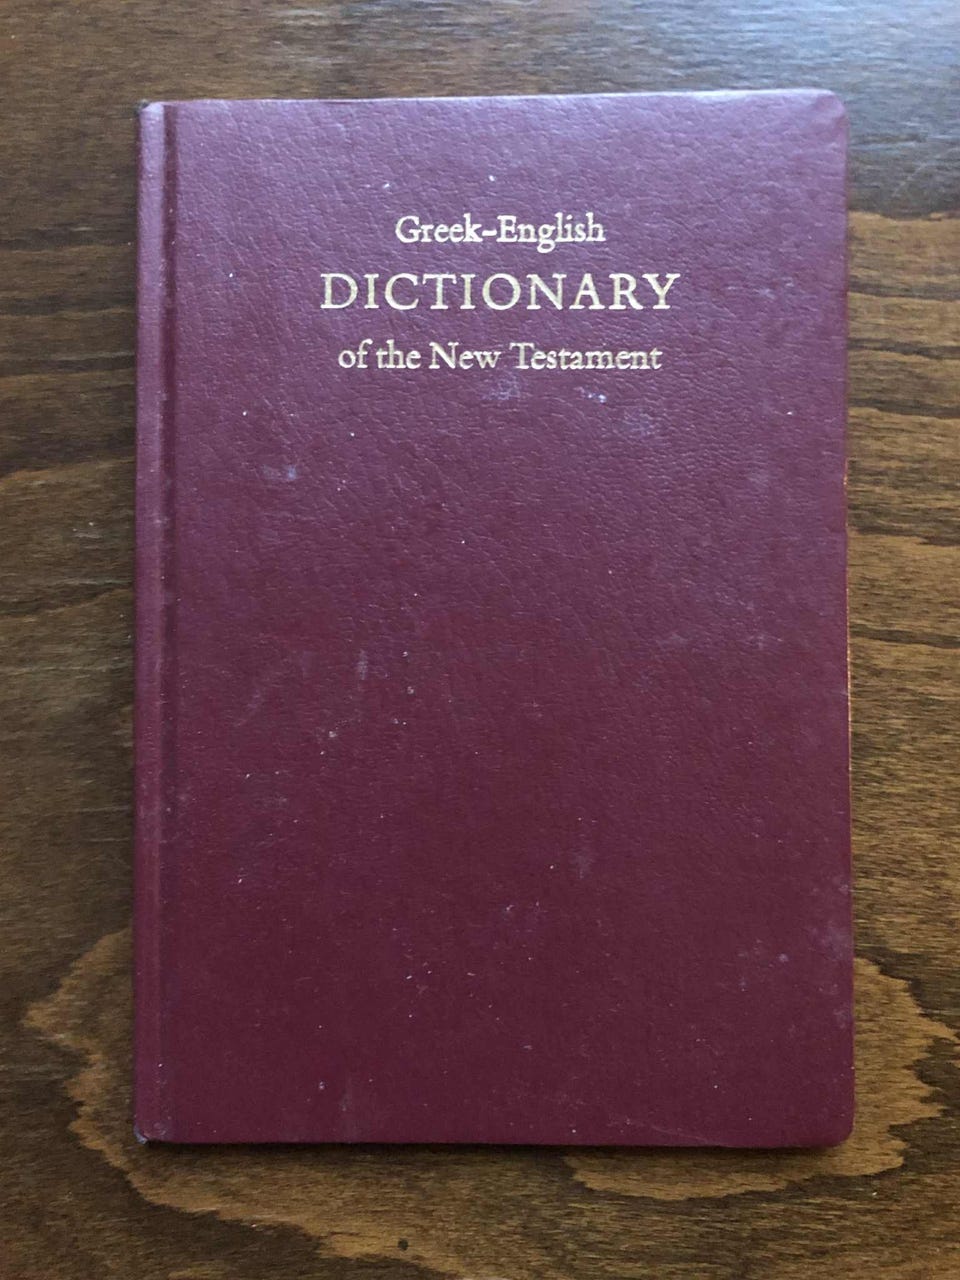 Greek-English
DICTIONARY
of the New Testament